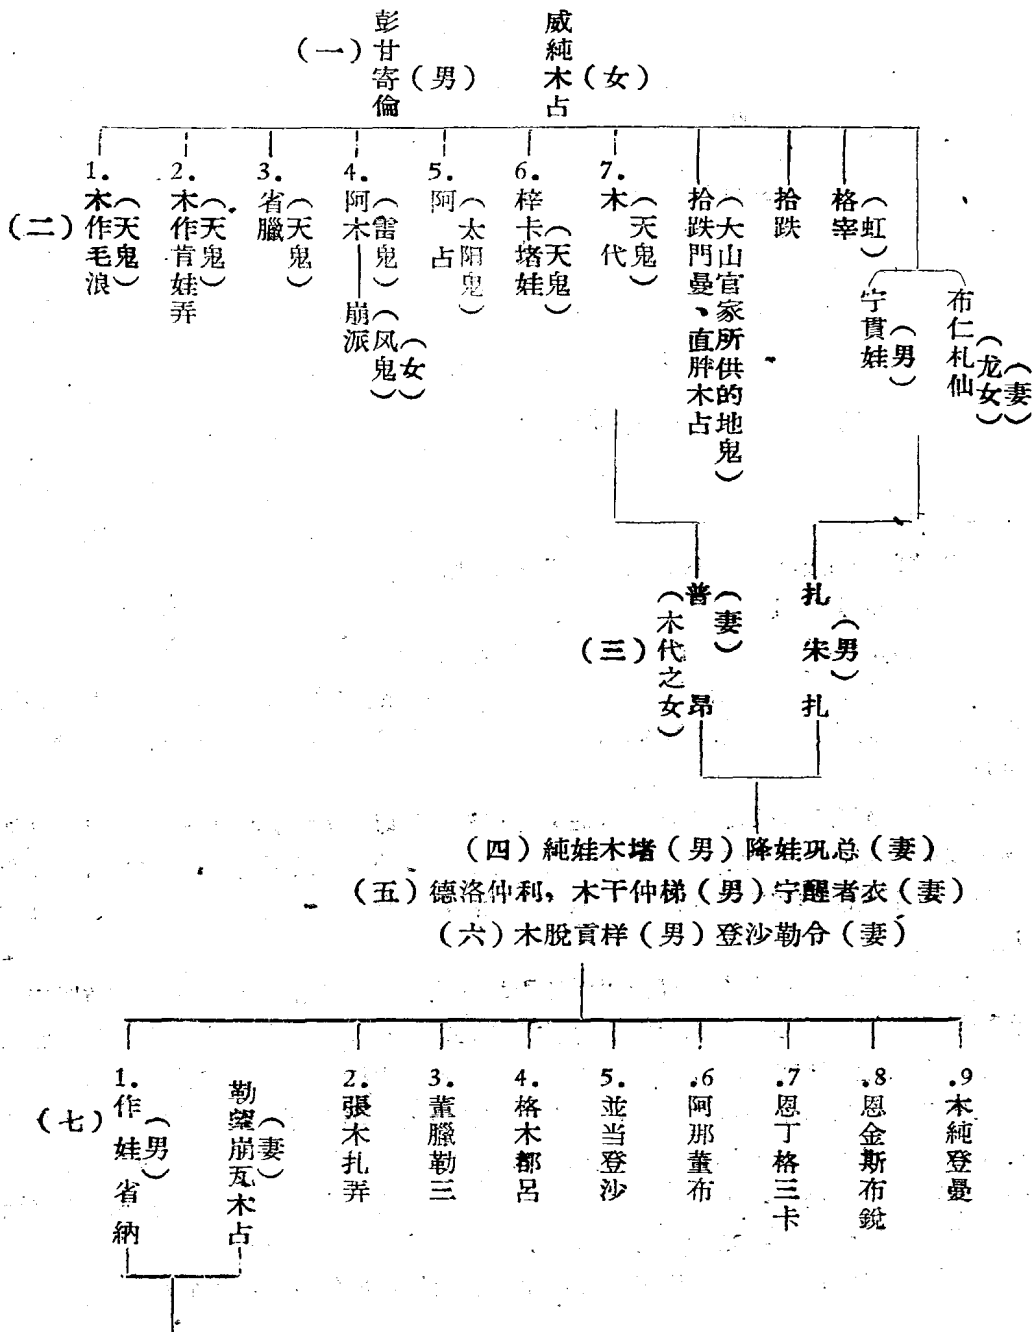 （一）彭甘寄倫（男）
威純木占（女）
（二）
1. 木作毛浪（天鬼）
2. 木作肯娃弄（天鬼）
3. 省臘（天鬼）
4. 阿木（雷鬼）——崩派（风鬼）（女）
5. 阿占（太阳鬼）
6. 梓卡堵娃（天鬼）
7. 木代（天鬼）
拾跌門曼、直胖木占（大山官家所供的地鬼）
拾跌
格宰（虹）
宁貫娃（男）
布仁札仙（龙女）（妻）
（三）
普昂（妻）（木代之女）
扎朱扎（男）
（四）純娃木堵（男）降娃巩总（妻）
（五）德洛仲利，木干仲梯（男）宁醒者衣（妻）
（六）木脫貢样（男）登沙勒令（妻）
（七）
1. 作娃省納（男）
勒塱崩瓦木占（妻）
2. 張木扎弄
3. 董臘勒三
4. 格木都呂
5. 並当登沙
.6 阿那董布
.7 恩丁格三卡
.8 恩金斯布銳
.9 本純登曼